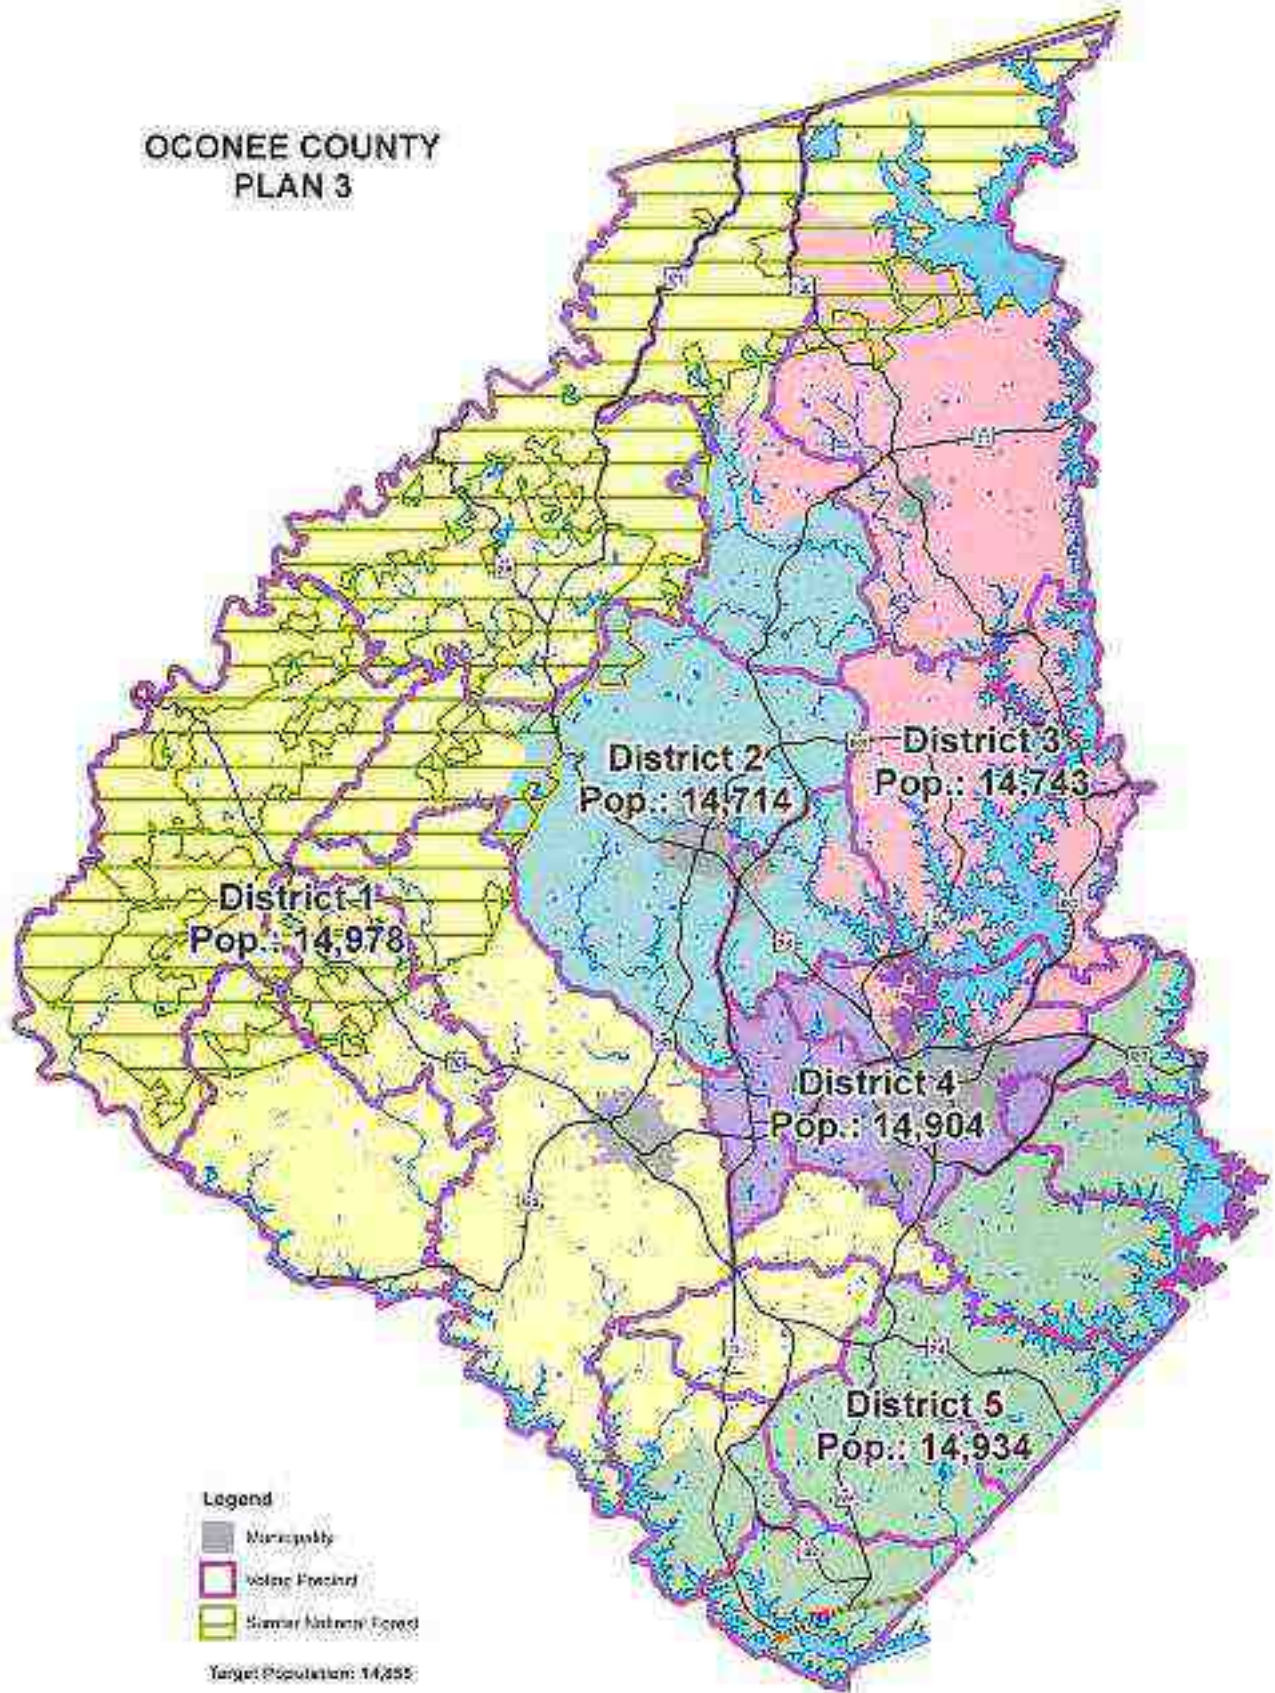 OCONEE COUNTY
PLAN 3
District 2
Pop.: 14,714
District 3
Pop.: 14,743
District 1
Pop.: 14,978
District 4
Pop.: 14,904
District 5
Pop.: 14,934
Legend
Municipality
Voting Precinct
Sumter National Forest
Target Population: 14,855